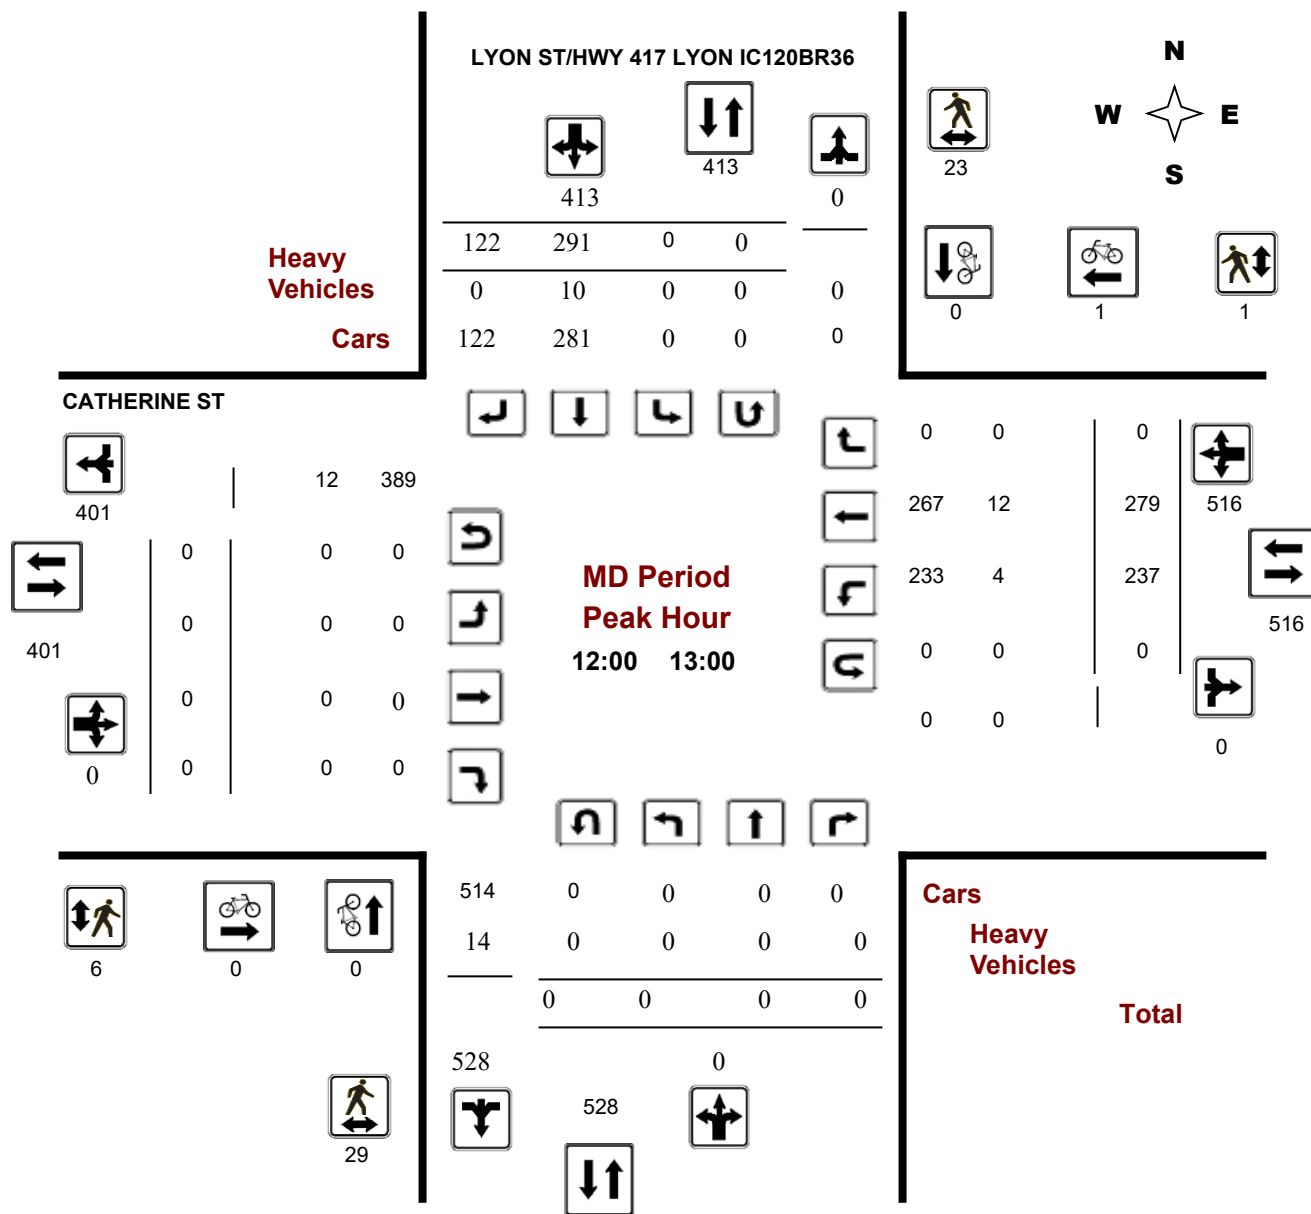 LYON ST/HWY 417 LYON IC120BR36
N
W E
S
413
23
413 0
122 291 0 0
Heavy
Vehicles
0 10 0 0 0
Cars
122 281 0 0 0
0 1 1
CATHERINE ST
401
12 389
0 0 0
0 0 0
0 0 0
0 0 0
401
0
MD Period
Peak Hour
12:00 13:00
0 0 0
267 12 279
233 4 237
0 0 0
0 0
516
516
0
6 0 0
29
514 0 0 0 0
14 0 0 0 0
0 0 0 0
528 0
528
Cars
Heavy
Vehicles
Total